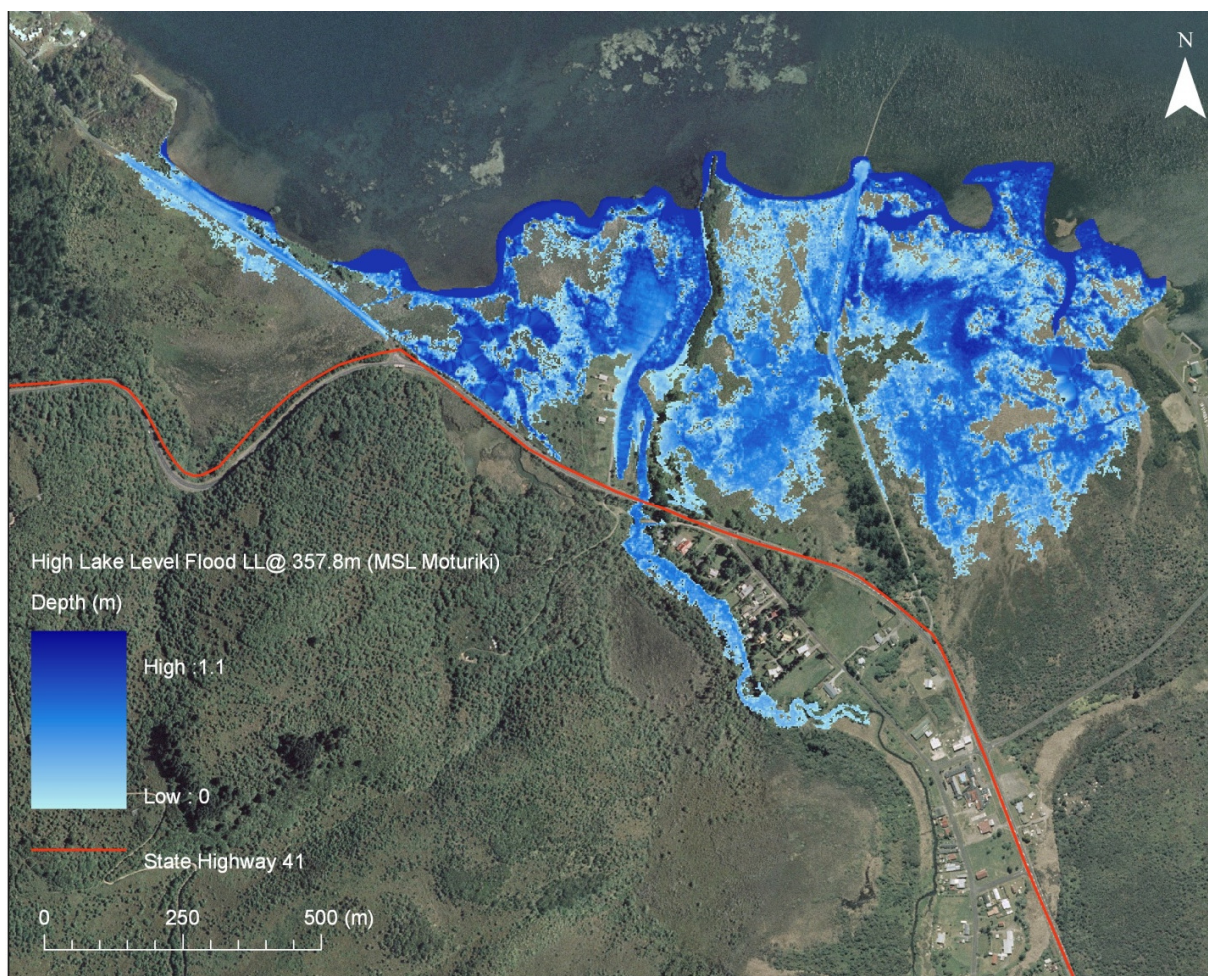 N
High Lake Level Flood LL@ 357.8m (MSL Moturiki)
Depth (m)
High :1.1
Low : 0
State Highway 41
0 250 500 (m)